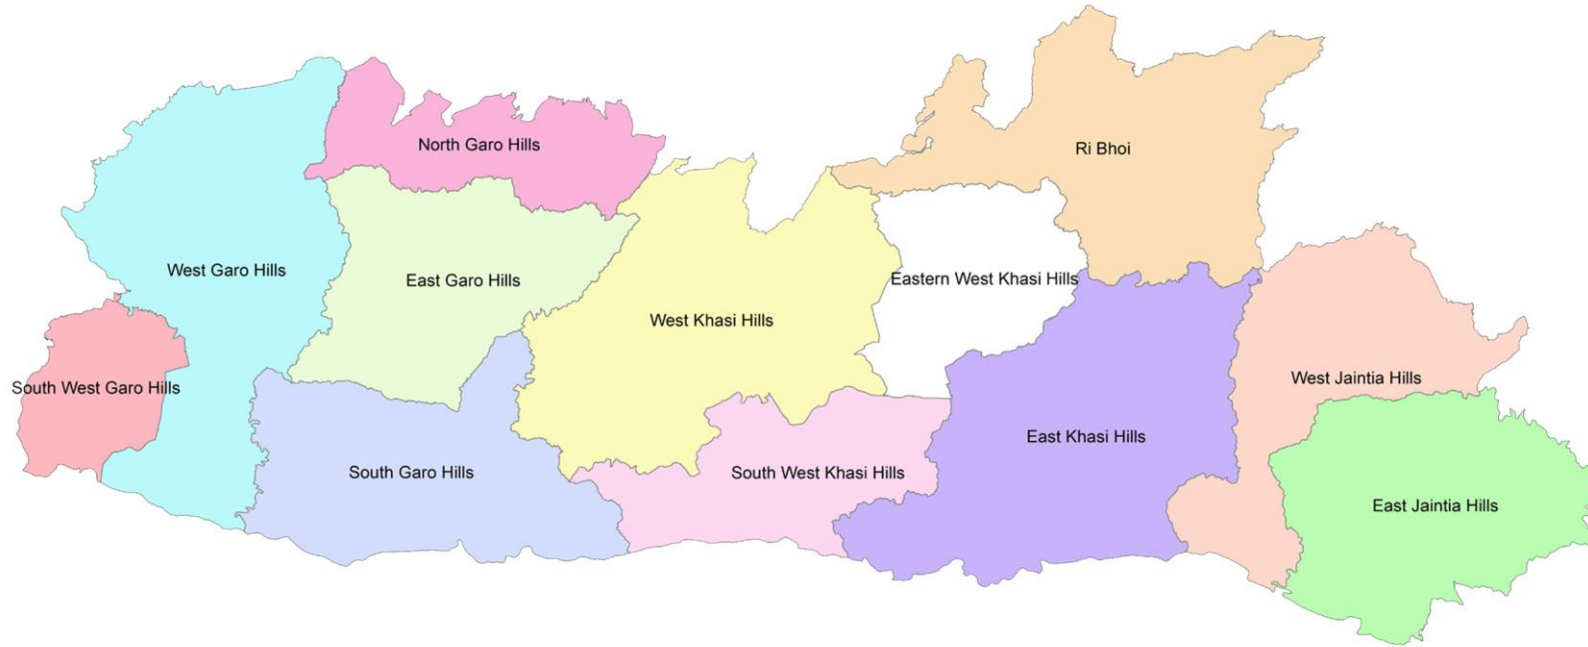 North Garo Hills
Ri Bhoi
West Garo Hills
East Garo Hills
Eastern West Khasi Hills
West Khasi Hills
South West Garo Hills
West Jaintia Hills
East Khasi Hills
South Garo Hills
South West Khasi Hills
East Jaintia Hills